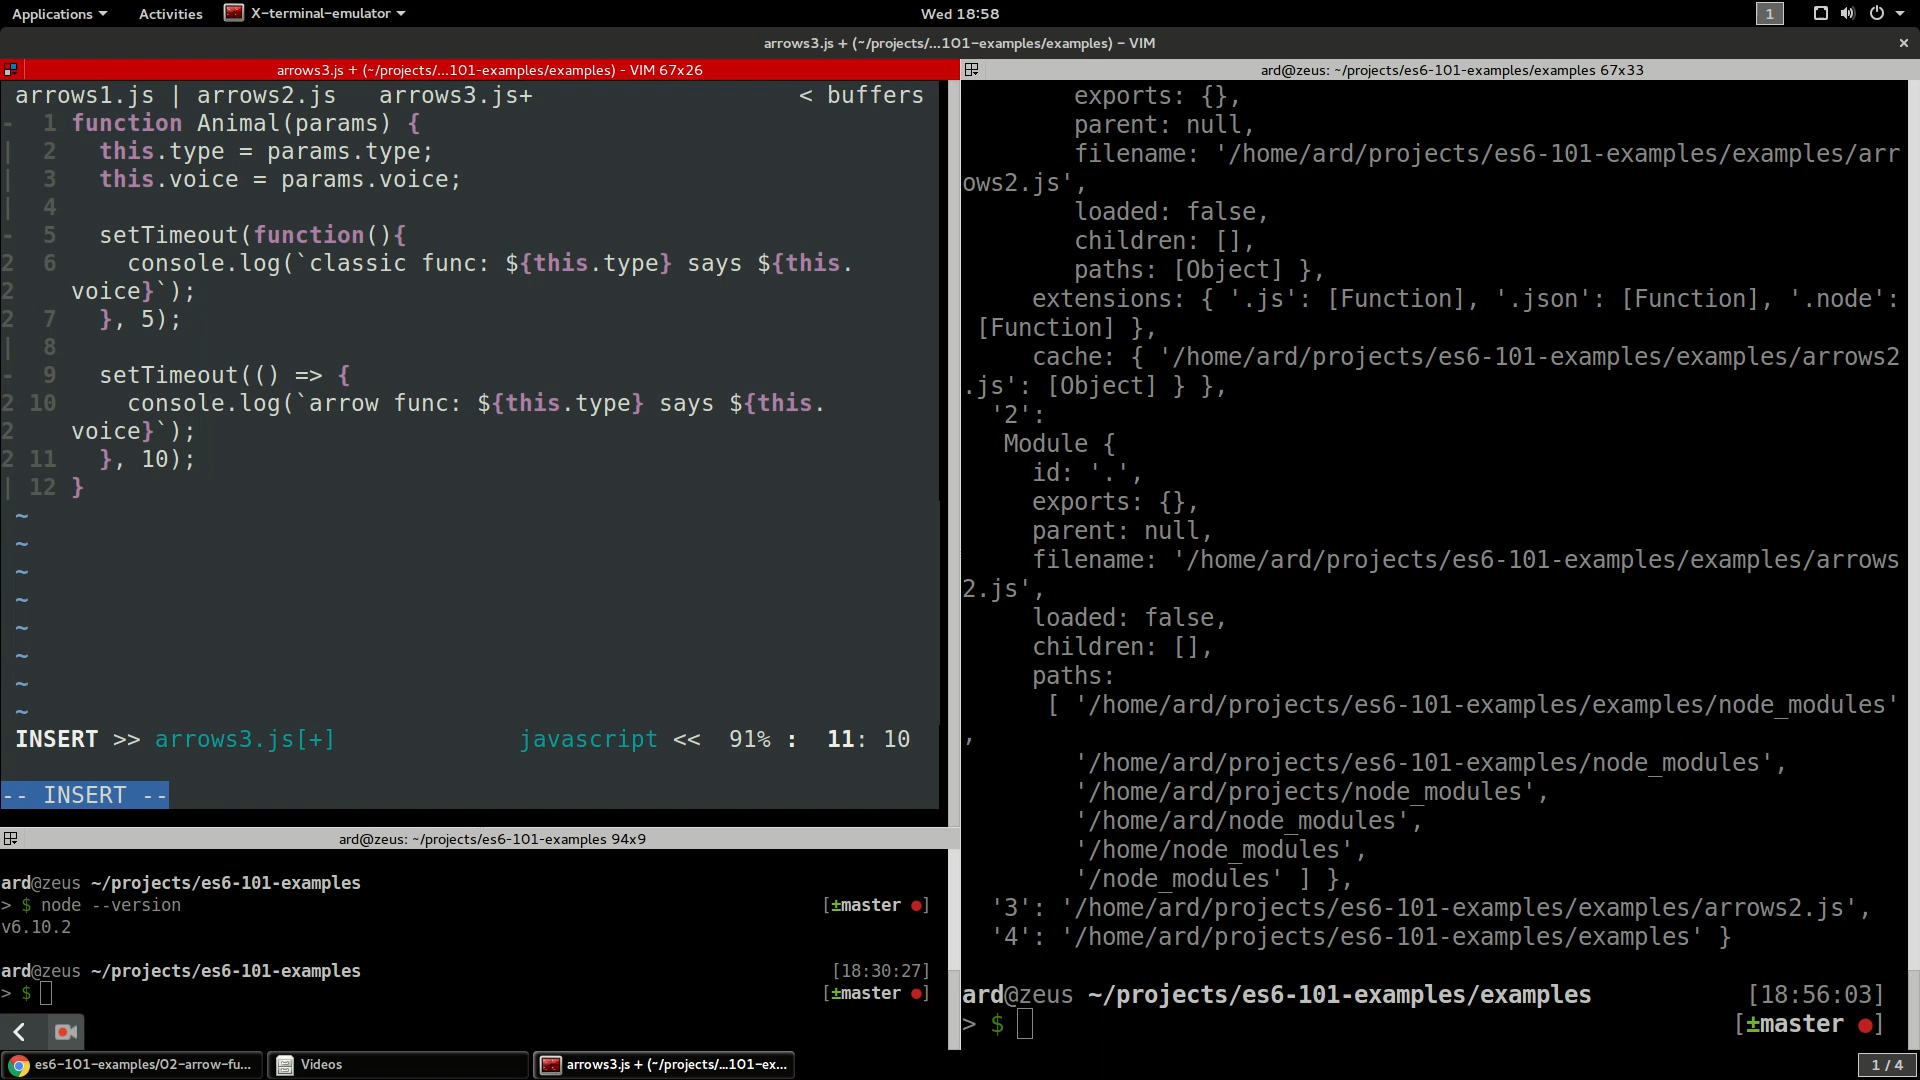 Applications Activities X-terminal-emulator Wed 18:58 1
arrows3.js + (~/projects/...101-examples/examples) – VIM ×
arrows3.js + (~/projects/...101-examples/examples) - VIM 67x26
arrows1.js | arrows2.js arrows3.js+ < buffers
- 1 function Animal(params) {
| 2 this.type = params.type;
| 3 this.voice = params.voice;
| 4
- 5 setTimeout(function(){
2 6 console.log(`classic func: ${this.type} says ${this.
2 voice}`);
2 7 }, 5);
| 8
- 9 setTimeout(() => {
2 10 console.log(`arrow func: ${this.type} says ${this.
2 voice}`);
2 11 }, 10);
| 12 }
~
~
~
~
~
~
~
~
INSERT >> arrows3.js[+] javascript << 91% : 11: 10
-- INSERT --
ard@zeus: ~/projects/es6-101-examples 94x9
ard@zeus ~/projects/es6-101-examples
> $ node --version [±master ●]
v6.10.2
ard@zeus ~/projects/es6-101-examples [18:30:27]
> $ [±master ●]
ard@zeus: ~/projects/es6-101-examples/examples 67x33
exports: {},
parent: null,
filename: '/home/ard/projects/es6-101-examples/examples/arr
ows2.js',
loaded: false,
children: [],
paths: [Object] },
extensions: { '.js': [Function], '.json': [Function], '.node':
[Function] },
cache: { '/home/ard/projects/es6-101-examples/examples/arrows2
.js': [Object] } },
'2':
Module {
id: '.',
exports: {},
parent: null,
filename: '/home/ard/projects/es6-101-examples/examples/arrows
2.js',
loaded: false,
children: [],
paths:
[ '/home/ard/projects/es6-101-examples/examples/node_modules'
,
'/home/ard/projects/es6-101-examples/node_modules',
'/home/ard/projects/node_modules',
'/home/ard/node_modules',
'/home/node_modules',
'/node_modules' ] },
'3': '/home/ard/projects/es6-101-examples/examples/arrows2.js',
'4': '/home/ard/projects/es6-101-examples/examples' }
ard@zeus ~/projects/es6-101-examples/examples [18:56:03]
> $ [±master ●]
es6-101-examples/02-arrow-fu... Videos arrows3.js + (~/projects/...101-ex... 1 / 4